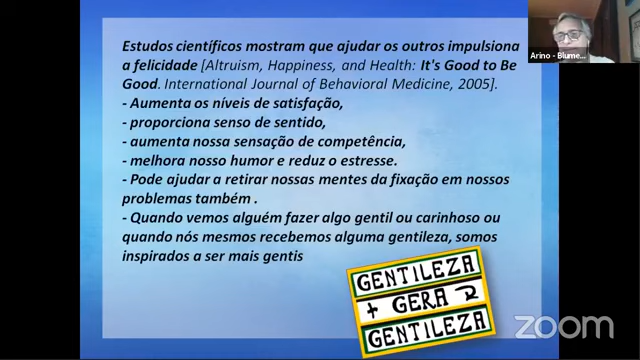 Estudos científicos mostram que ajudar os outros impulsiona
a felicidade [Altruism, Happiness, and Health: It's Good to Be
Good. International Journal of Behavioral Medicine, 2005].
- Aumenta os níveis de satisfação,
- proporciona senso de sentido,
- aumenta nossa sensação de competência,
- melhora nosso humor e reduz o estresse.
- Pode ajudar a retirar nossas mentes da fixação em nossos
problemas também .
- Quando vemos alguém fazer algo gentil ou carinhoso ou
quando nós mesmos recebemos alguma gentileza, somos
inspirados a ser mais gentis
GENTILEZA
GERA
GENTILEZA
Arino - Blume...
zoom